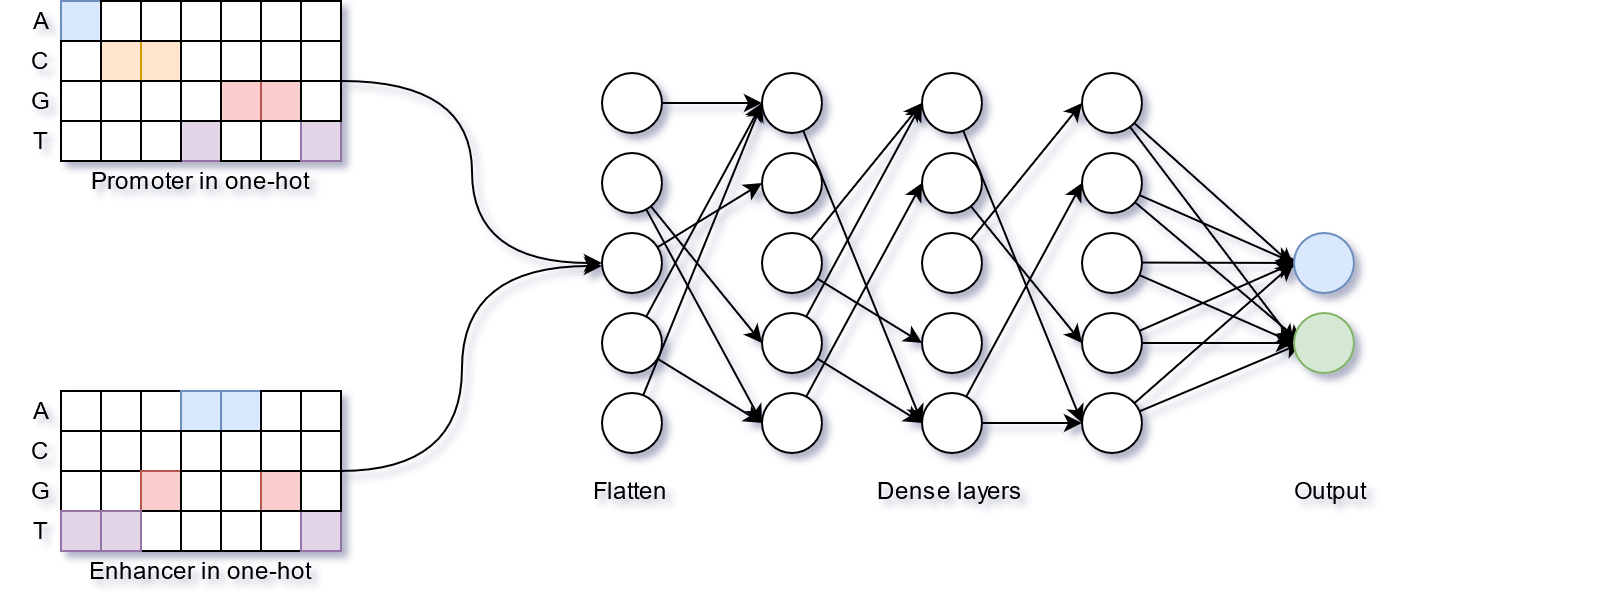 A
C
G
T
Promoter in one-hot
A
C
G
T
Enhancer in one-hot
Flatten
Dense layers
Output